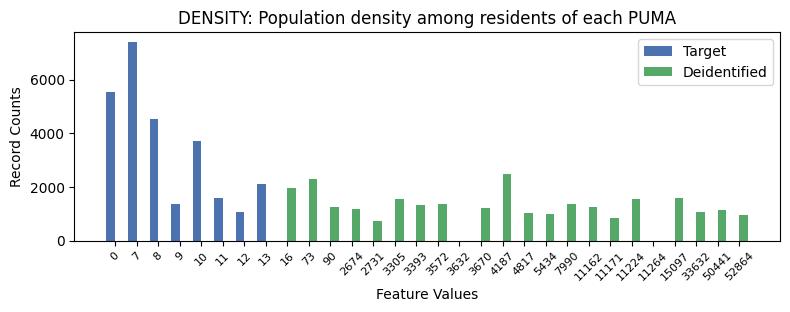 DENSITY: Population density among residents of each PUMA
Target
Deidentified
Record Counts
6000
4000
2000
0
0 7 8 9 10 11 12 13 16 73 90 2674 2731 3305 3393 3572 3632 3670 4187 4817 5434 7990 11162 11171 11224 11264 15097 33632 50441 52864
Feature Values